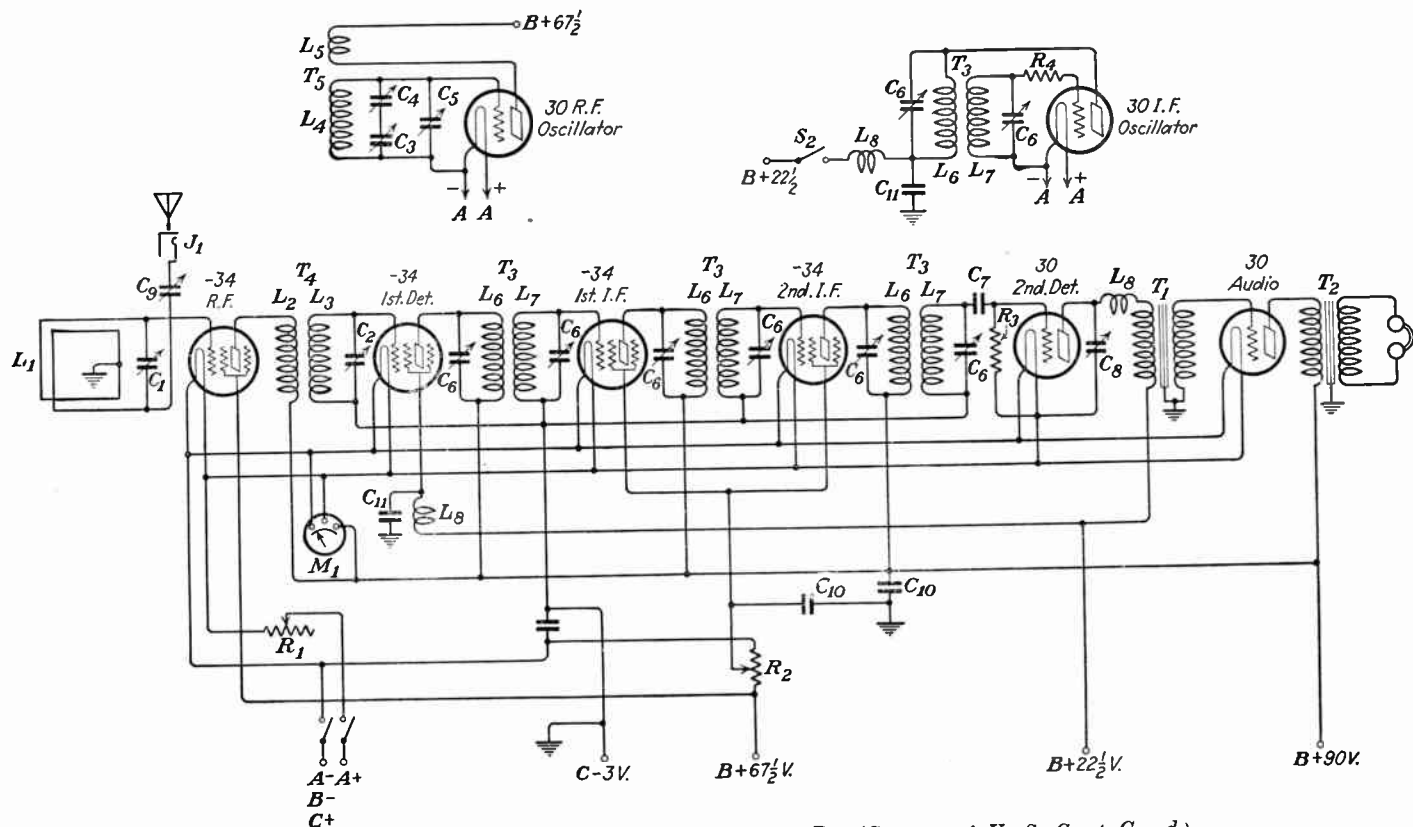 B+67½
L5
T5
L4
C4
C3
C5
30 R.F.
Oscillator
- +
A A
C6
T3
R4
30 I.F.
Oscillator
S2
L8
B+22½
C11
L6
L7
C6
- +
A A
J1
C9
-34
R.F.
T4
L2
L3
-34
1st. Det.
T3
L6
L7
-34
1st. I.F.
T3
L6
L7
-34
2nd. I.F.
T3
L6
L7
C7
30
2nd. Det.
L8
T1
30
Audio
T2
L1
C1
C2
C6
C6
C6
C6
C6
C6
R3
C8
C11
L8
M1
C10
C10
R1
R2
A- A+
B-
C+
C-3V.
B+67½V.
B+22½V.
B+90V.